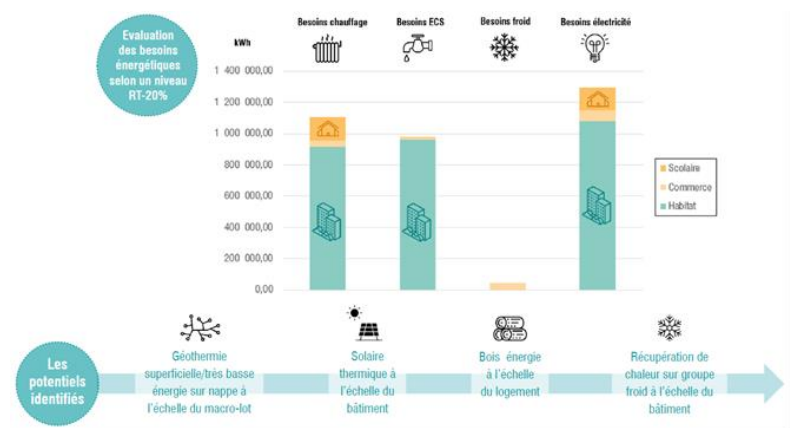 Evaluation
des besoins
énergétiques
selon un niveau
RT-20%
kWh
Besoins chauffage
Besoins ECS
Besoins froid
Besoins électricité
1 400 000,00
1 200 000,00
1 000 000,00
800 000,00
600 000,00
400 000,00
200 000,00
0,00
Scolaire
Commerce
Habitat
Les
potentiels
identifiés
Géothermie
superficielle/très basse
énergie sur nappe à
l'échelle du macro-lot
Solaire
thermique à
l'échelle du
bâtiment
Bois énergie
à l'échelle
du logement
Récupération de
chaleur sur groupe
froid à l'échelle du
bâtiment